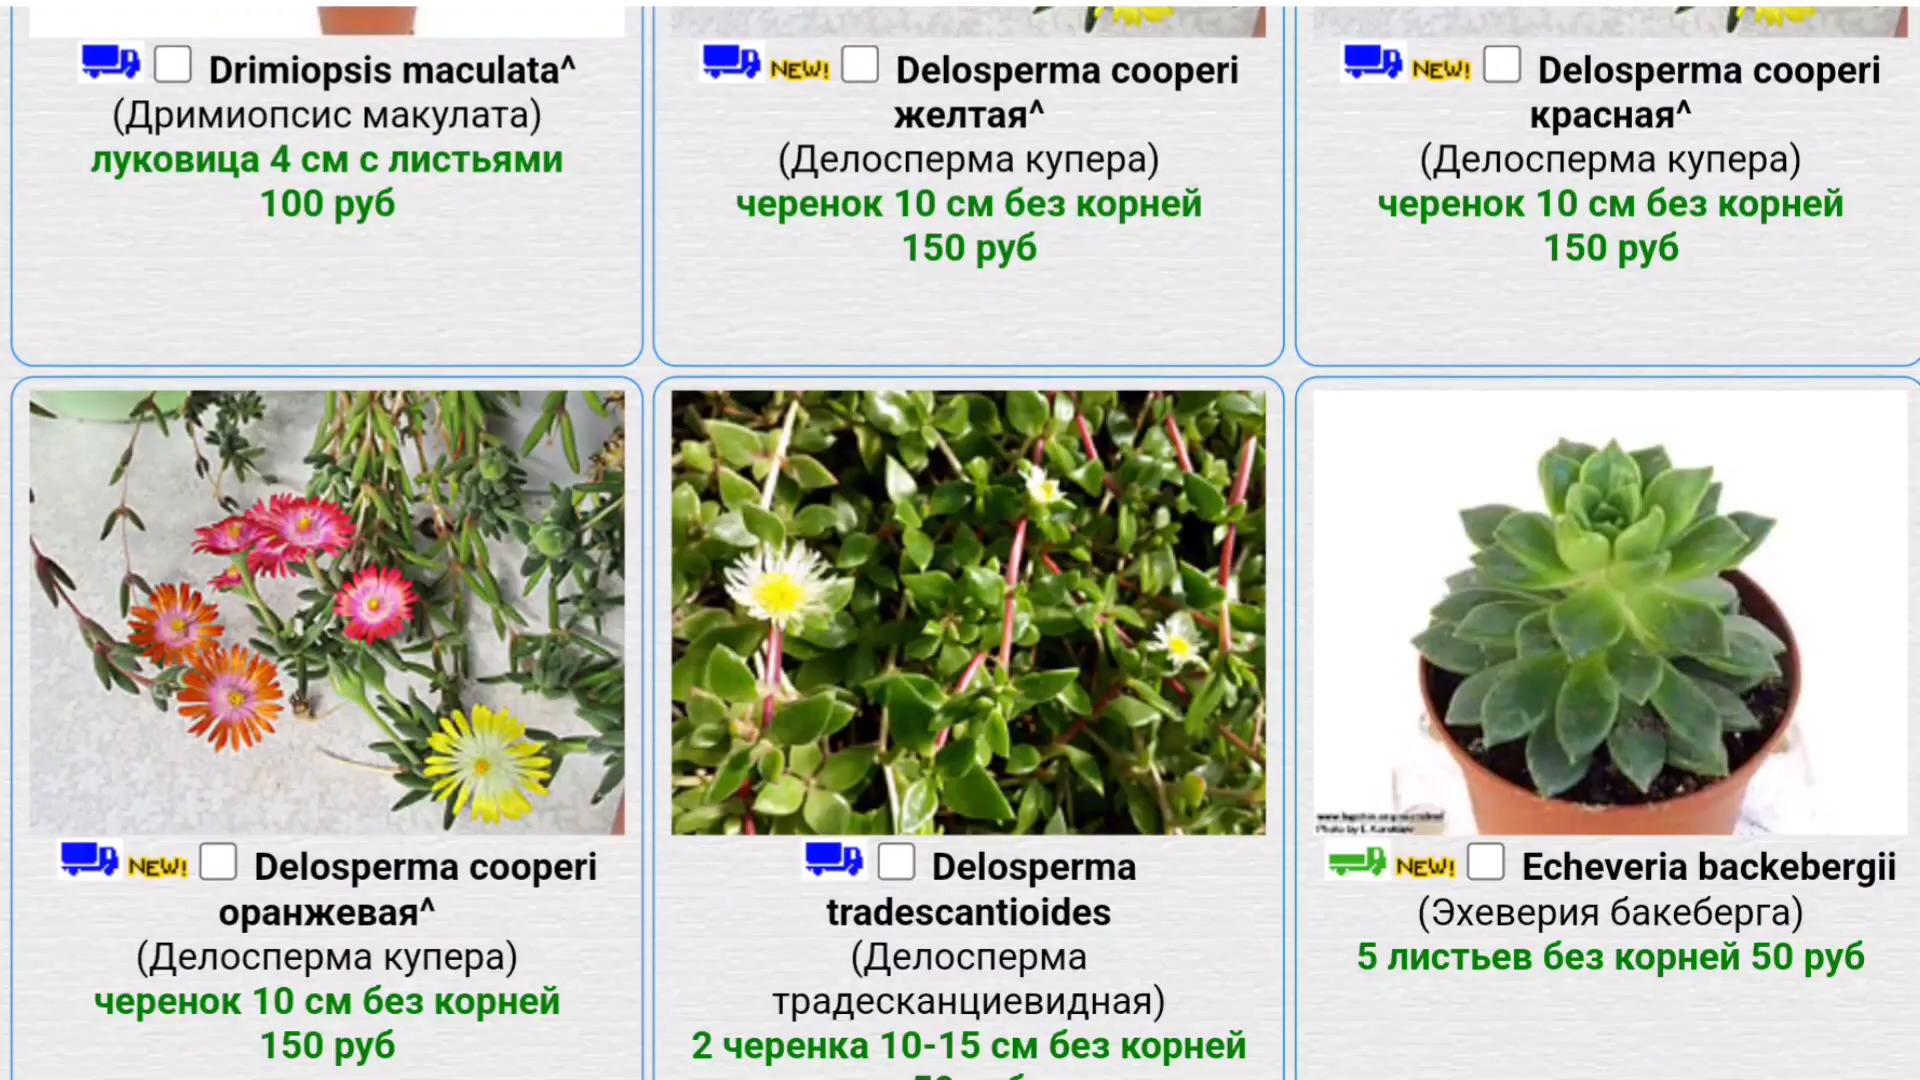 Drimiopsis maculata^
(Дримиопсис макулата)
луковица 4 см с листьями
100 руб
NEW! Delosperma cooperi
желтая^
(Делосперма купера)
черенок 10 см без корней
150 руб
NEW! Delosperma cooperi
красная^
(Делосперма купера)
черенок 10 см без корней
150 руб
NEW! Delosperma cooperi
оранжевая^
(Делосперма купера)
черенок 10 см без корней
150 руб
Delosperma
tradescantioides
(Делосперма
традесканциевидная)
2 черенка 10-15 см без корней
Photo by
NEW! Echeveria backebergii
(Эхеверия бакеберга)
5 листьев без корней 50 руб